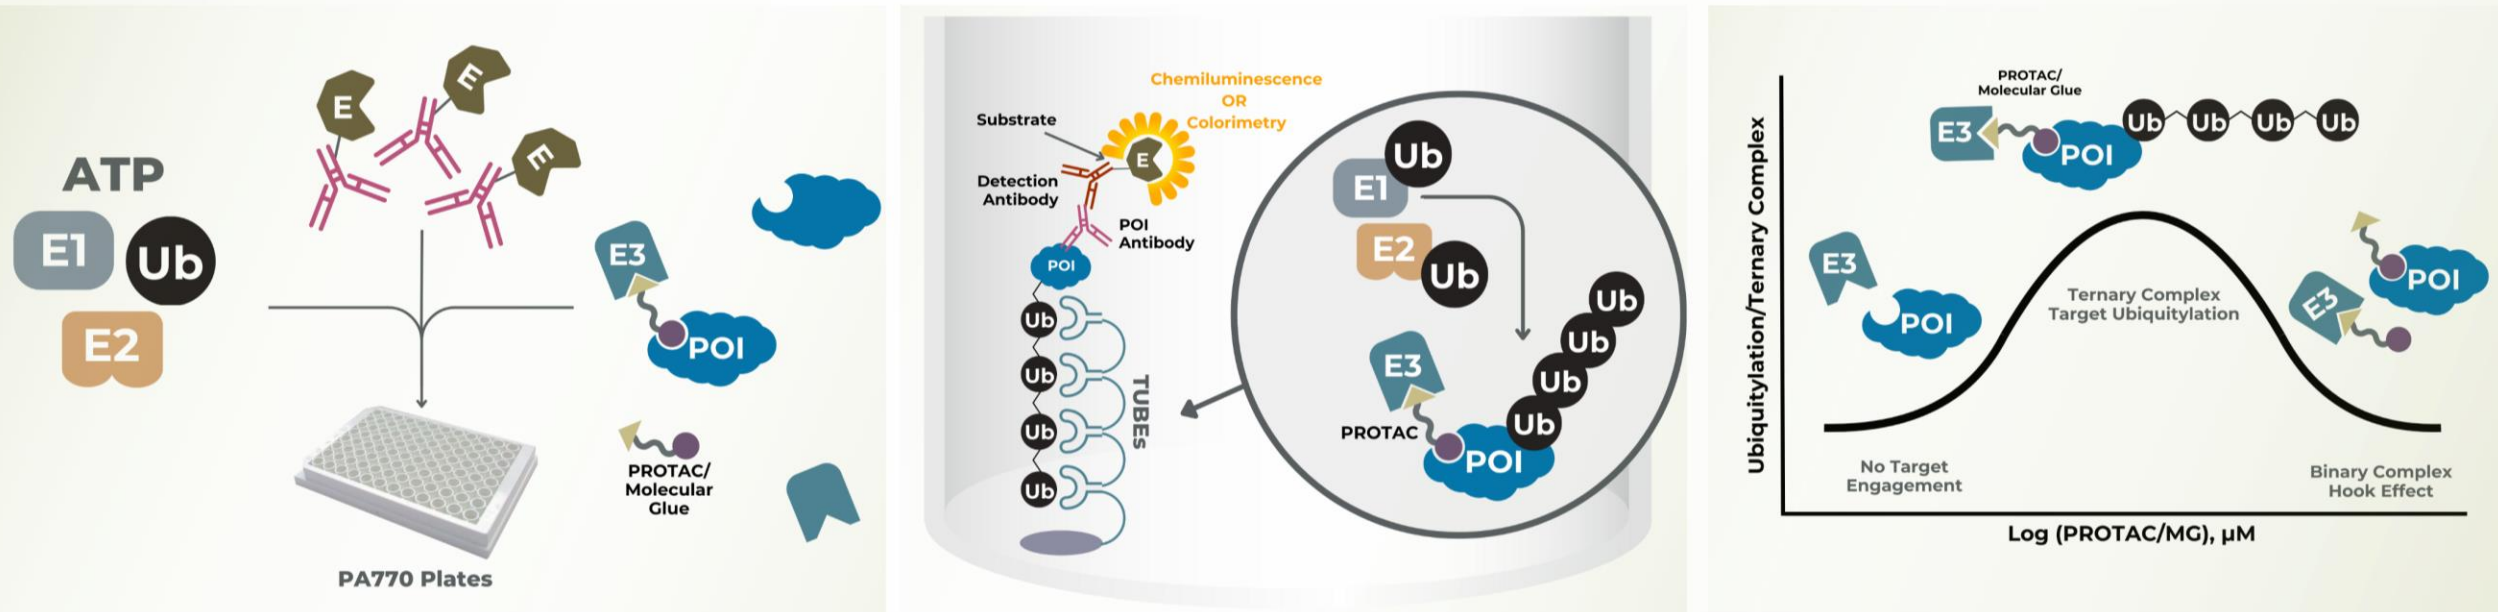 ATP
E1
Ub
E2
E
E
E
E3
POI
PROTAC/
Molecular
Glue
PA770 Plates
Chemiluminescence
OR
Colorimetry
Substrate
E
Detection
Antibody
POI
Antibody
POI
Ub
Ub
Ub
Ub
TUBEs
Ub
E1
E2
Ub
Ub
Ub
Ub
Ub
E3
PROTAC
POI
Ubiquitylation/Ternary Complex
PROTAC/
Molecular Glue
E3
POI
Ub
Ub
Ub
Ub
E3
POI
Ternary Complex
Target Ubiquitylation
POI
E3
No Target
Engagement
Binary Complex
Hook Effect
Log (PROTAC/MG), µM